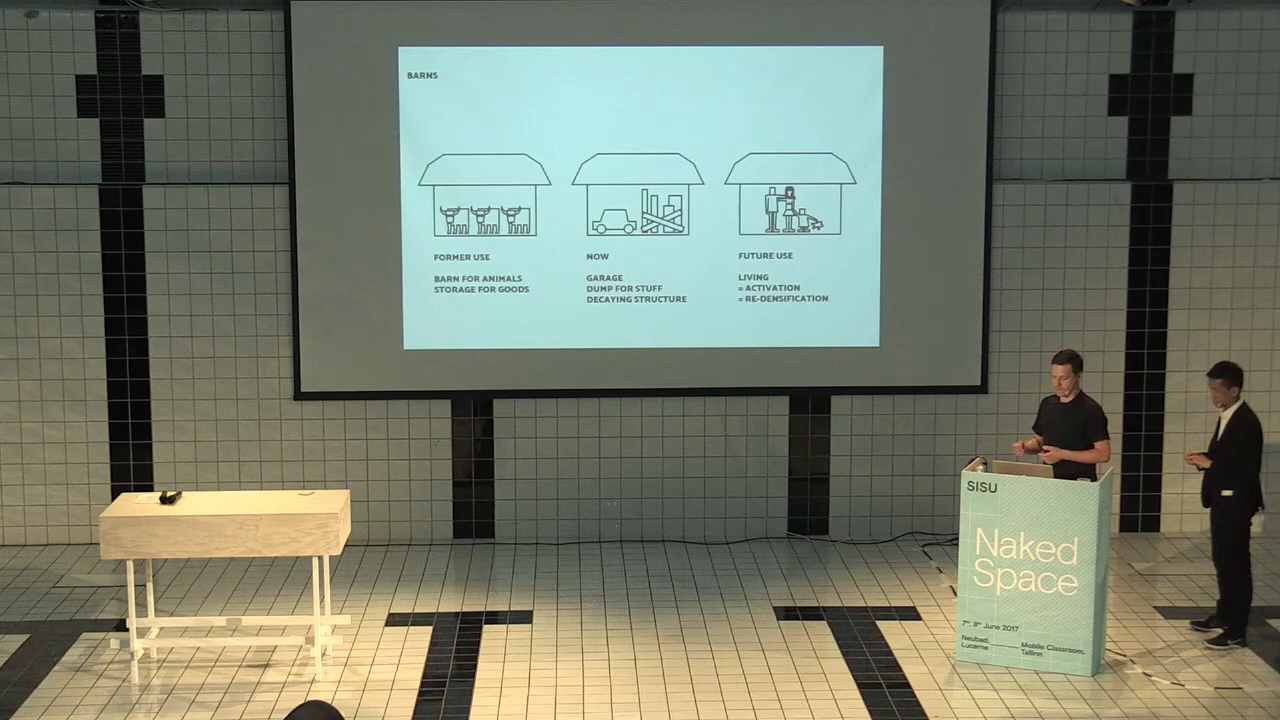 BARNS
FORMER USE
BARN FOR ANIMALS
STORAGE FOR GOODS
NOW
GARAGE
DUMP FOR STUFF
DECAYING STRUCTURE
FUTURE USE
LIVING
= ACTIVATION
= RE-DENSIFICATION
SISU
Naked
Space
7th, 8th June 2017
Neubad, Mobile Classroom,
Lucerne Tallinn